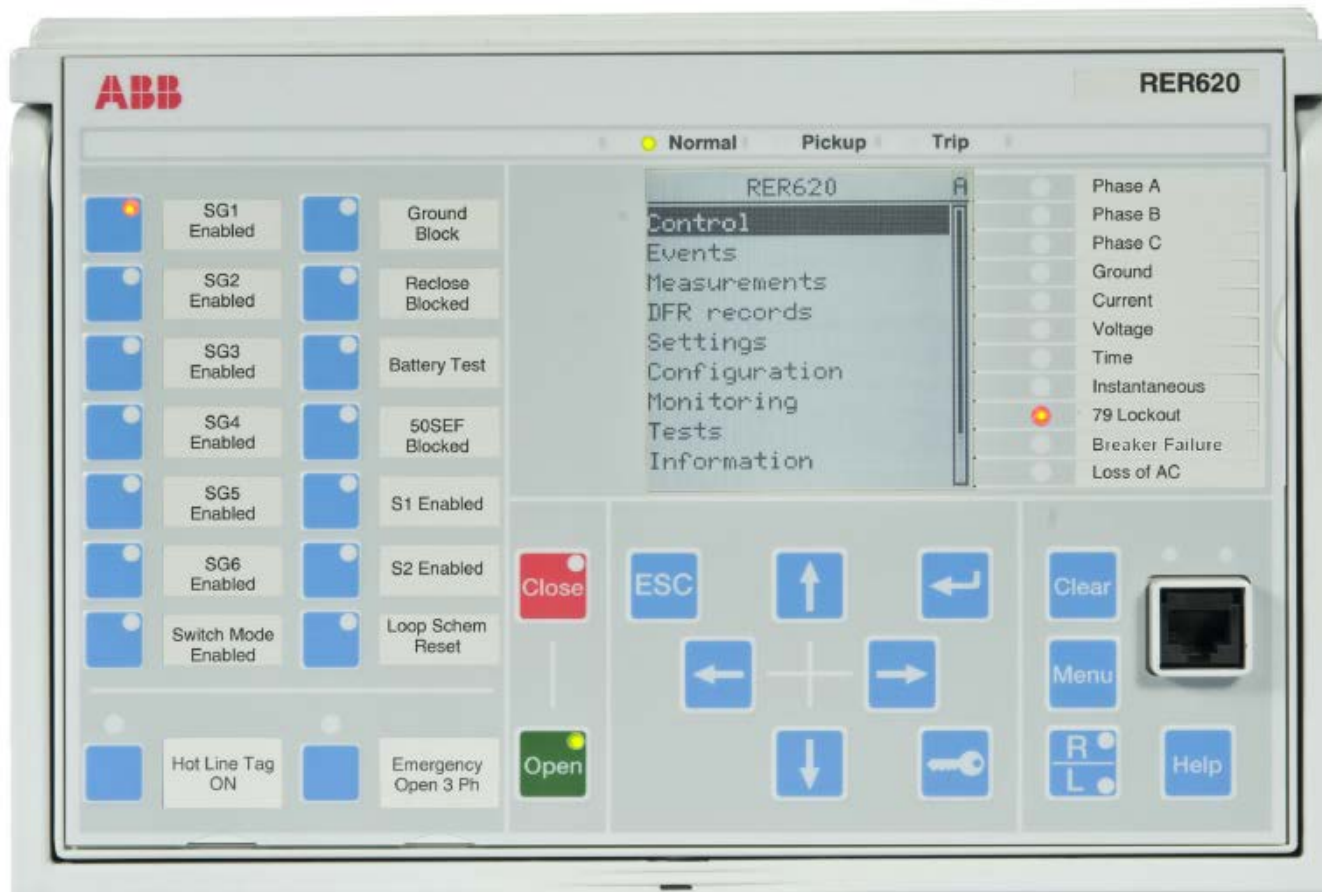 ABB
RER620
Normal Pickup Trip
SG1
Enabled
Ground
Block
SG2
Enabled
Reclose
Blocked
SG3
Enabled
Battery Test
SG4
Enabled
50SEF
Blocked
SG5
Enabled
S1 Enabled
SG6
Enabled
S2 Enabled
Switch Mode
Enabled
Loop Schem
Reset
Hot Line Tag
ON
Emergency
Open 3 Ph
RER620 A
Control
Events
Measurements
DFR records
Settings
Configuration
Monitoring
Tests
Information
Phase A
Phase B
Phase C
Ground
Current
Voltage
Time
Instantaneous
79 Lockout
Breaker Failure
Loss of AC
Close
Open
ESC
Clear
Menu
R
L
Help